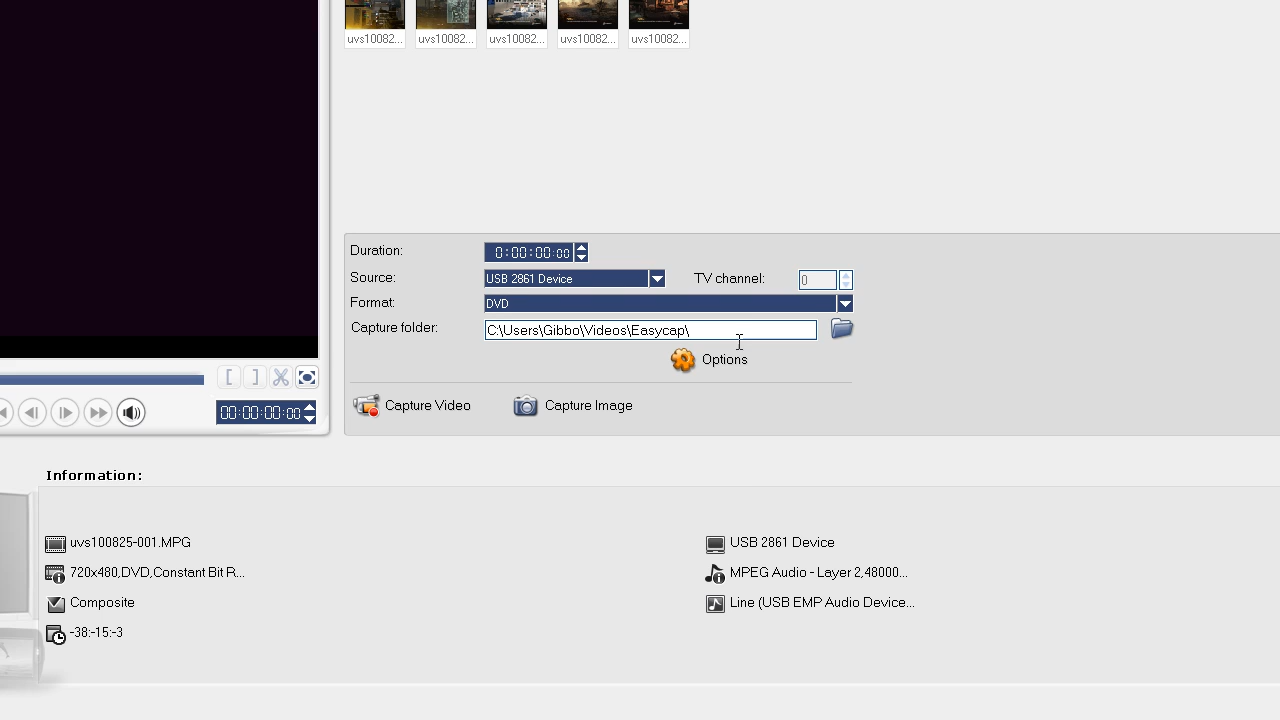 uvs10082... uvs10082... uvs10082... uvs10082... uvs10082...
Duration: 0:00:00:00
Source: USB 2861 Device TV channel: 0
Format: DVD
Capture folder: C:\Users\Gibbo\Videos\Easycap\
Options
Capture Video Capture Image
[ ]
00:00:00:00
Information:
uvs100825-001.MPG USB 2861 Device
720x480,DVD,Constant Bit R... MPEG Audio - Layer 2,48000...
Composite Line (USB EMP Audio Device...
-38:-15:-3